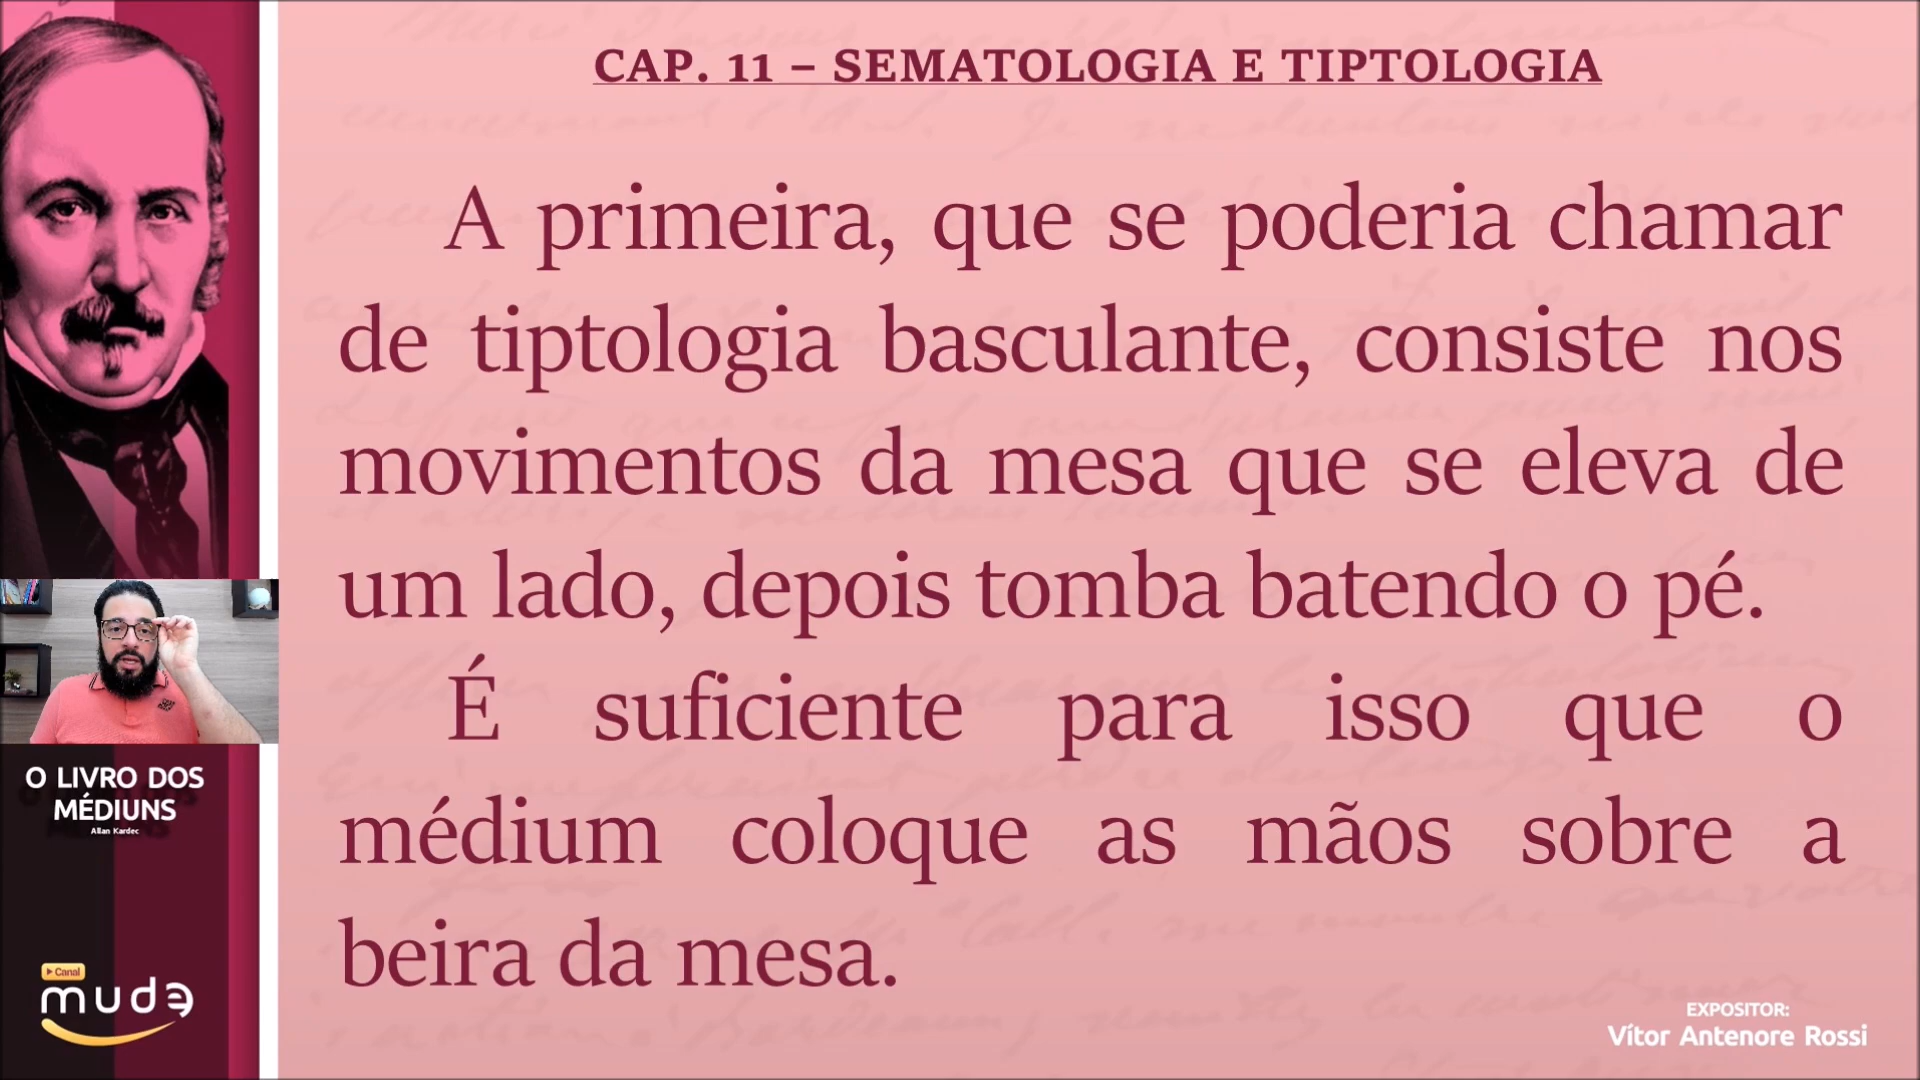 CAP. 11 – SEMATOLOGIA E TIPTOLOGIA
A primeira, que se poderia chamar
de tiptologia basculante, consiste nos
movimentos da mesa que se eleva de
um lado, depois tomba batendo o pé.
É suficiente para isso que o
médium coloque as mãos sobre a
beira da mesa.
O LIVRO DOS
MÉDIUNS
Allan Kardec
Canal
mude
EXPOSITOR:
Vítor Antenore Rossi